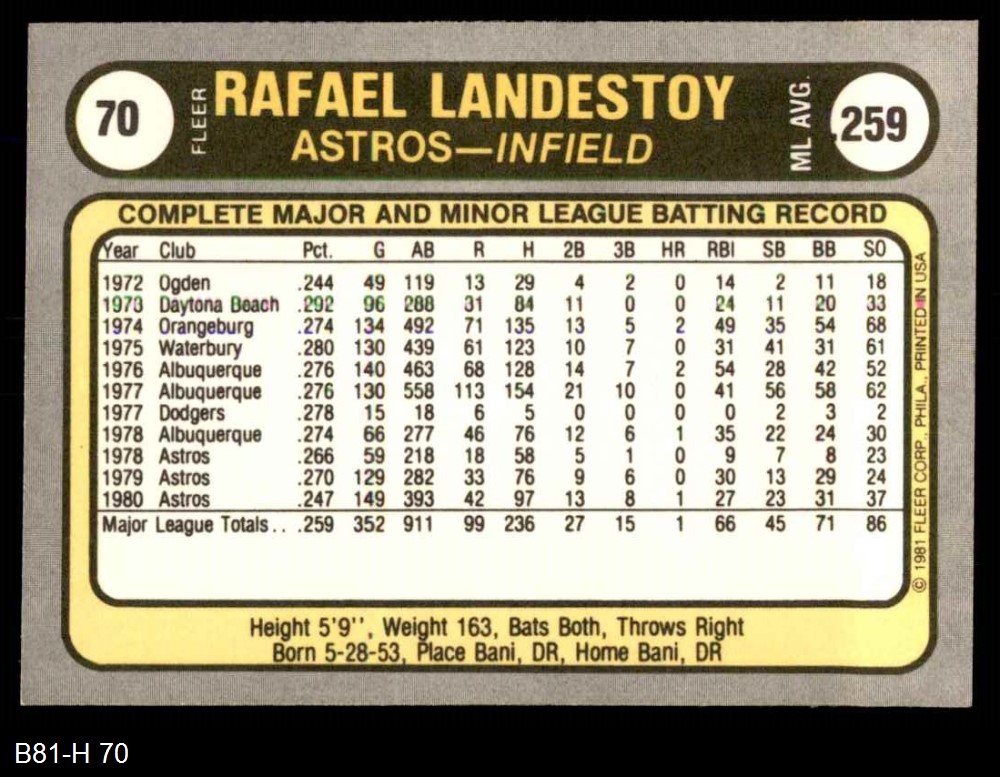 70
FLEER
RAFAEL LANDESTOY
ASTROS—INFIELD
ML AVG.
.259
COMPLETE MAJOR AND MINOR LEAGUE BATTING RECORD
Year Club Pct. G AB R H 2B 3B HR RBI SB BB SO
1972 Ogden .244 49 119 13 29 4 2 0 14 2 11 18
1973 Daytona Beach .292 96 288 31 84 11 0 0 24 11 20 33
1974 Orangeburg .274 134 492 71 135 13 5 2 49 35 54 68
1975 Waterbury .280 130 439 61 123 10 7 0 31 41 31 61
1976 Albuquerque .276 140 463 68 128 14 7 2 54 28 42 52
1977 Albuquerque .276 130 558 113 154 21 10 0 41 56 58 62
1977 Dodgers .278 15 18 6 5 0 0 0 0 2 3 2
1978 Albuquerque .274 66 277 46 76 12 6 1 35 22 24 30
1978 Astros .266 59 218 18 58 5 1 0 9 7 8 23
1979 Astros .270 129 282 33 76 9 6 0 30 13 29 24
1980 Astros .247 149 393 42 97 13 8 1 27 23 31 37
Major League Totals . . .259 352 911 99 236 27 15 1 66 45 71 86
© 1981 FLEER CORP., PHILA., PRINTED IN USA
Height 5'9'', Weight 163, Bats Both, Throws Right
Born 5-28-53, Place Bani, DR, Home Bani, DR
B81-H 70